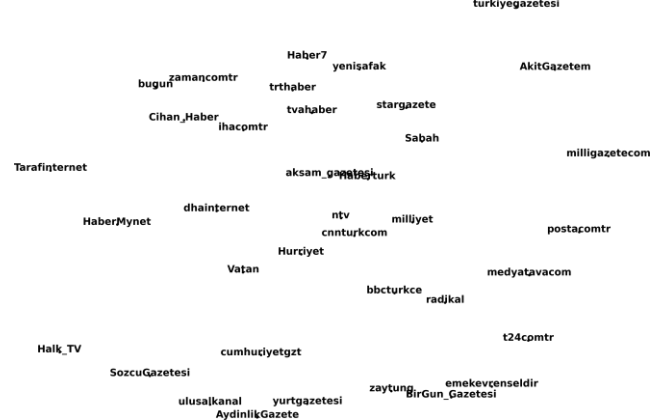 turkiyegazetesi
Haber7
yenisafak
AkitGazetem
zamancomtr
bugun
trthaber
stargazete
tvahaber
Cihan_Haber
ihacomtr
Sabah
milligazetecom
Tarafinternet
aksam_gazetesi
Haberturk
dhainternet
ntv
milliyet
HaberMynet
postacomtr
cnnturkcom
Hurriyet
Vatan
medyatavacom
bbcturkce
radikal
t24comtr
Halk_TV
cumhuriyetgzt
SozcuGazetesi
emekevrenseldir
zaytung
BirGun_Gazetesi
ulusalkanal
yurtgazetesi
AydinlikGazete